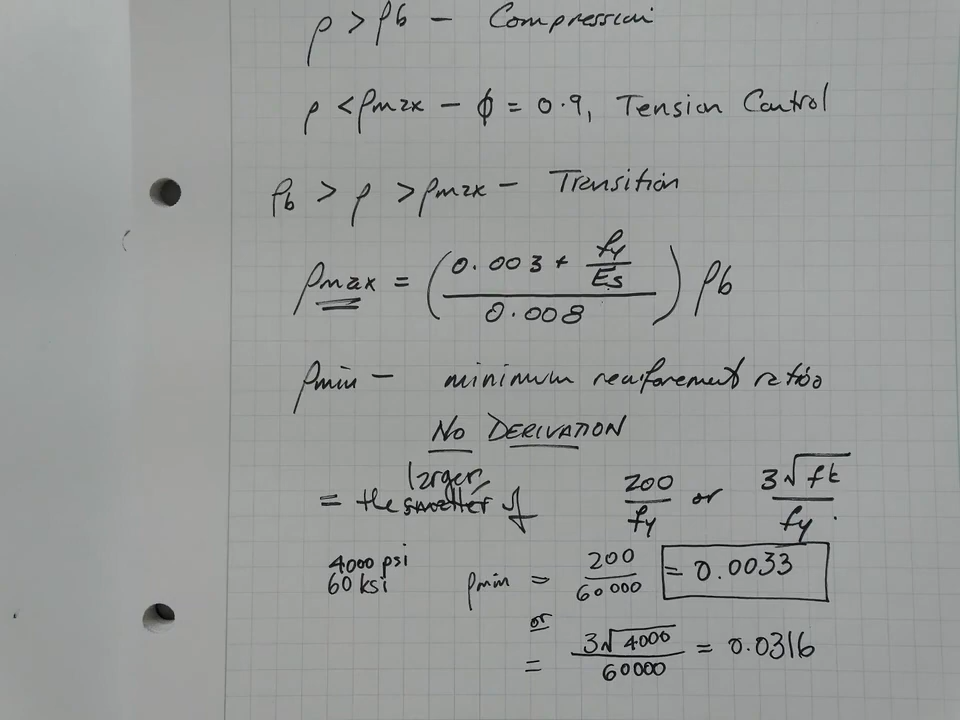 ρ > ρb - Compression
ρ < ρmax - ϕ = 0.9, Tension Control
ρb > ρ > ρmax - Transition
ρmax = ( (0.003 + fy/Es) / 0.008 ) ρb
ρmin - minimum reniforement ratio
NO DERIVATION
larger,
= the smaller of 200/fy or 3√fc/fy.
4000 psi
60 ksi
ρmin = 200/60000 = 0.0033
or
= 3√4000/60000 = 0.0316